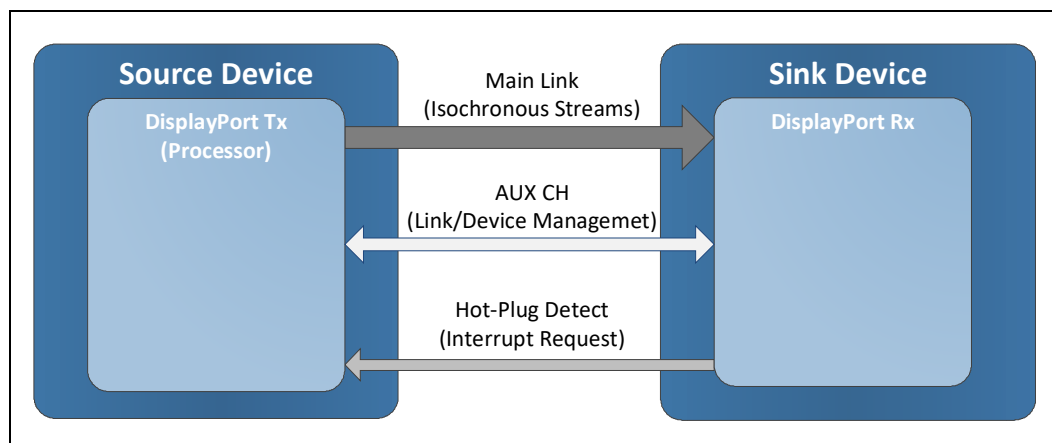 Source Device
DisplayPort Tx
(Processor)
Main Link
(Isochronous Streams)
AUX CH
(Link/Device Managemet)
Hot-Plug Detect
(Interrupt Request)
Sink Device
DisplayPort Rx